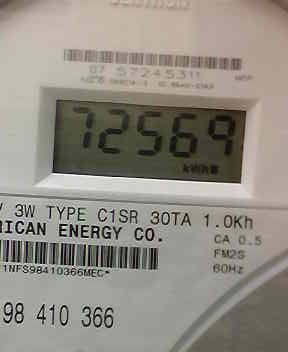 07 57245311
72569
kWh
3W TYPE C1SR 30TA 1.0Kh
RICAN ENERGY CO.
CA 0.5
FM2S
60Hz
1NFS98410366MEC*
98 410 366